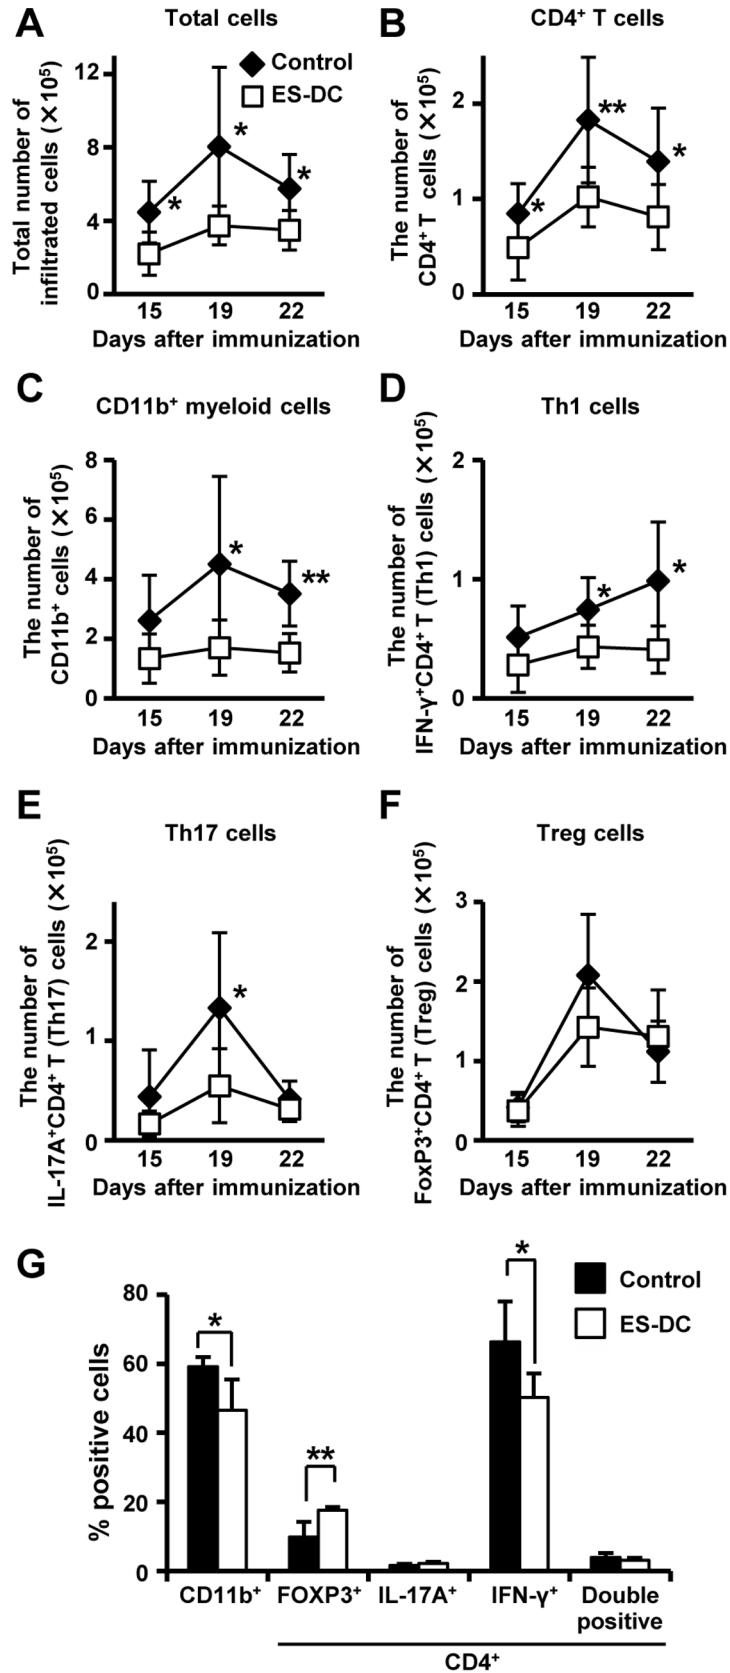 A
Total cells
Total number of
infiltrated cells (×10⁵)
12
8
4
0
Control
ES-DC
*
*
*
15 19 22
Days after immunization
B
CD4⁺ T cells
The number of
CD4⁺ T cells (×10⁵)
2
1
0
*
**
*
15 19 22
Days after immunization
C
CD11b⁺ myeloid cells
The number of
CD11b⁺ cells (×10⁵)
8
6
4
2
0
*
**
15 19 22
Days after immunization
D
Th1 cells
The number of
IFN-γ⁺CD4⁺ T (Th1) cells (×10⁵)
2
1
0
*
*
15 19 22
Days after immunization
E
Th17 cells
The number of
IL-17A⁺CD4⁺ T (Th17) cells (×10⁵)
2
1
0
*
15 19 22
Days after immunization
F
Treg cells
The number of
FoxP3⁺CD4⁺ T (Treg) cells (×10⁵)
3
2
1
0
15 19 22
Days after immunization
G
% positive cells
80
60
40
20
0
*
**
*
Control
ES-DC
CD11b⁺ FOXP3⁺ IL-17A⁺ IFN-γ⁺ Double
positive
CD4⁺